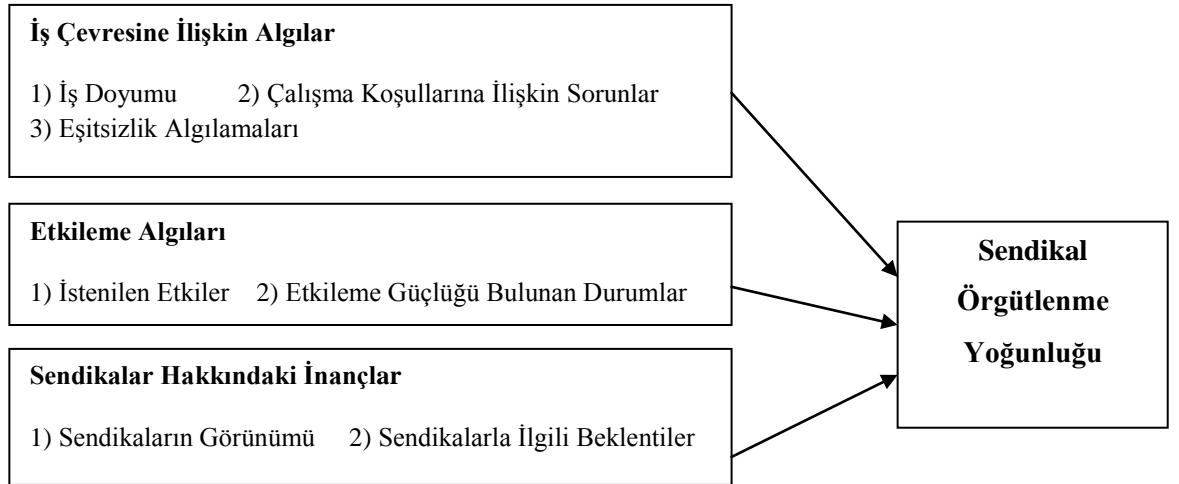 İş Çevresine İlişkin Algılar
1) İş Doyumu 2) Çalışma Koşullarına İlişkin Sorunlar
3) Eşitsizlik Algılamaları
Etkileme Algıları
1) İstenilen Etkiler 2) Etkileme Güçlüğü Bulunan Durumlar
Sendikalar Hakkındaki İnançlar
1) Sendikaların Görünümü 2) Sendikalarla İlgili Beklentiler
Sendikal
Örgütlenme
Yoğunluğu